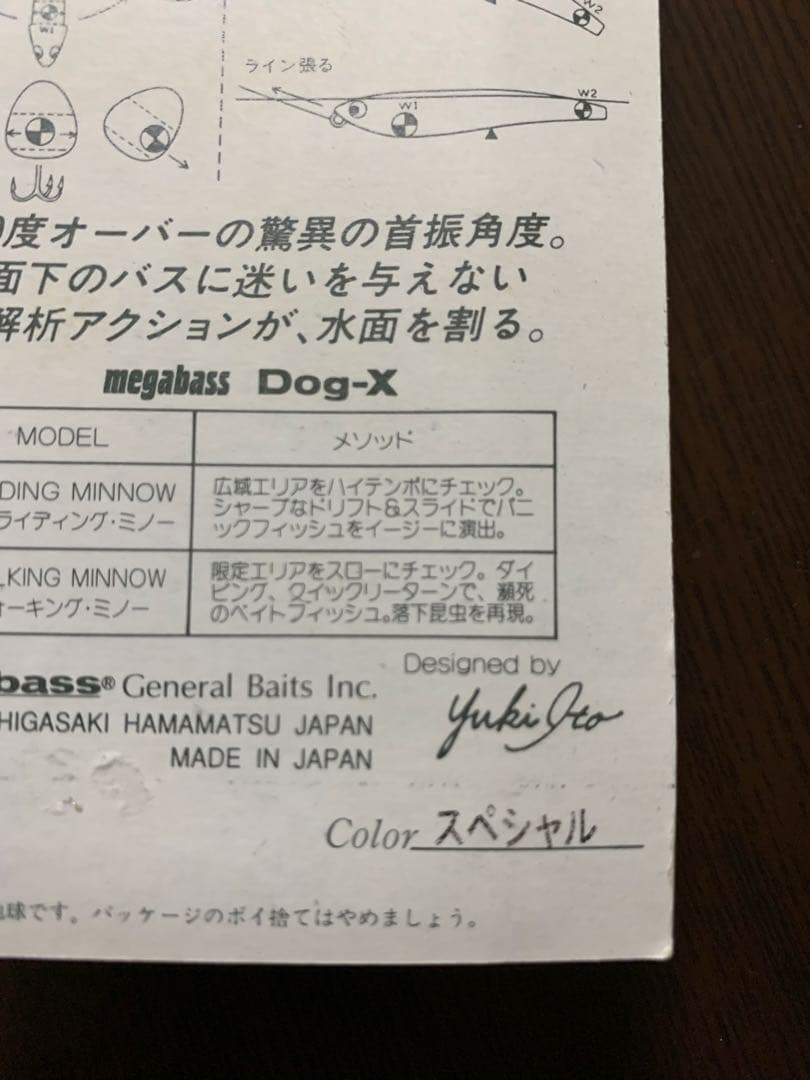 W2
W1
ライン張る
W1
W2
度オーバーの驚異の首振角度。
面下のバスに迷いを与えない
解析アクションが、水面を割る。
megabass Dog-X
MODEL
メソッド
DING MINNOW
ライディング・ミノー
広域エリアをハイテンポにチェック。
シャープなドリフト&スライドでパニ
ックフィッシュをイージーに演出。
LKING MINNOW
ォーキング・ミノー
限定エリアをスローにチェック。ダイ
ビング、クイックリーターンで、瀕死
のベイトフィッシュ。落下昆虫を再現。
bass® General Baits Inc.
HIGASAKI HAMAMATSU JAPAN
MADE IN JAPAN
Designed by
Yuki Ito
Color スペシャル
地球です。パッケージのポイ捨てはやめましょう。